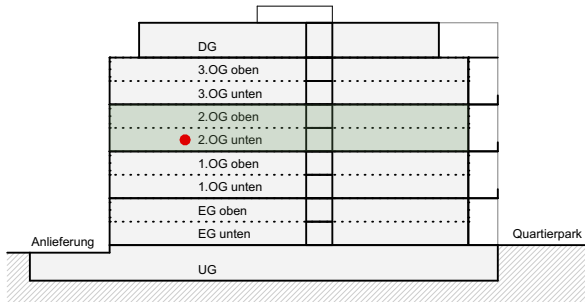 DG
3.OG oben
3.OG unten
2.OG oben
2.OG unten
1.OG oben
1.OG unten
EG oben
Anlieferung
EG unten
Quartierpark
UG